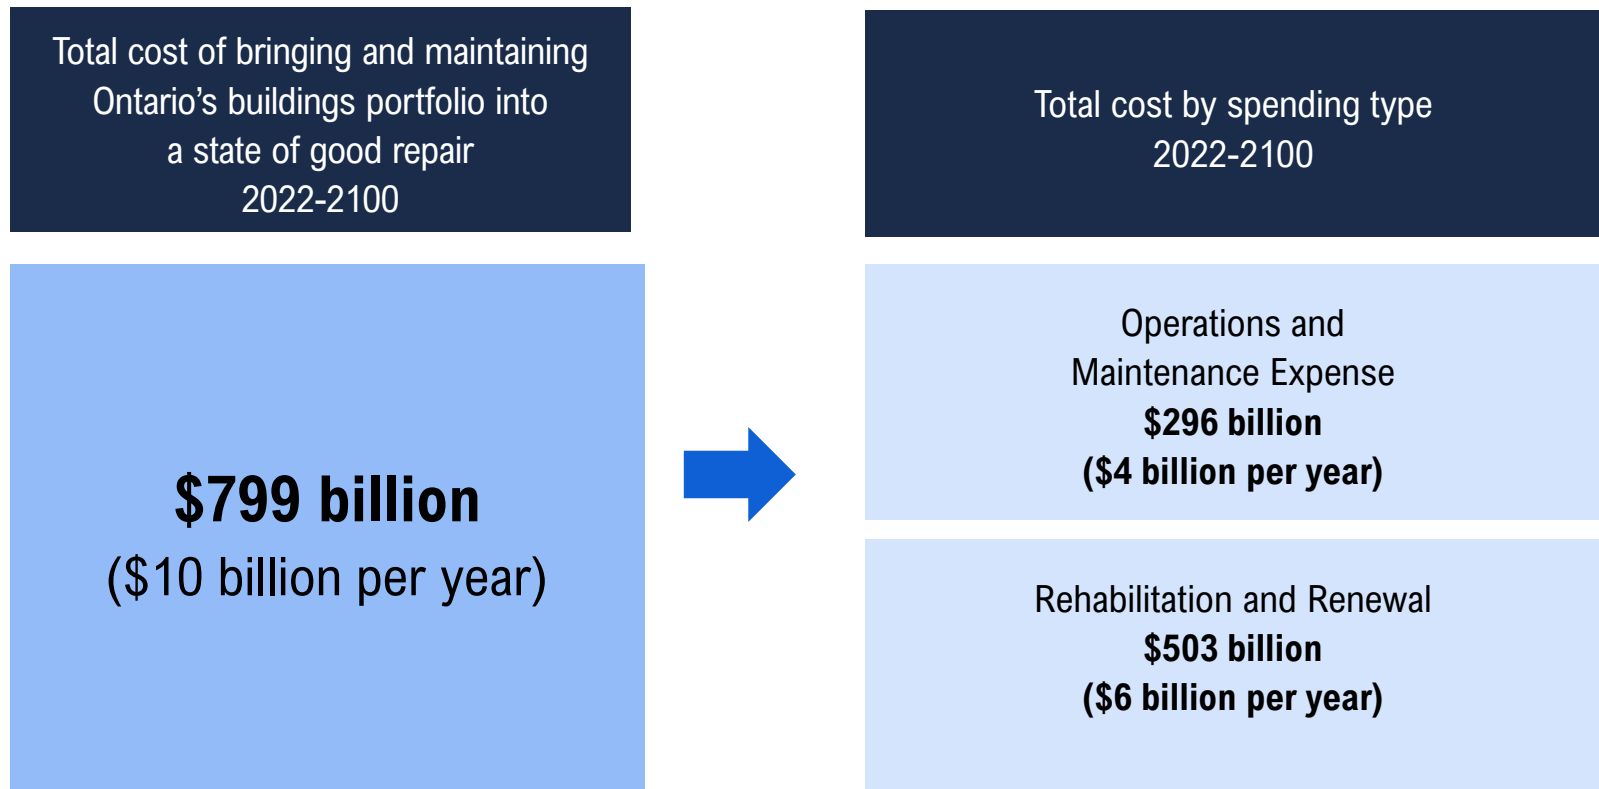 Total cost of bringing and maintaining
Ontario’s buildings portfolio into
a state of good repair
2022-2100
$799 billion
($10 billion per year)
Total cost by spending type
2022-2100
Operations and
Maintenance Expense
$296 billion
($4 billion per year)
Rehabilitation and Renewal
$503 billion
($6 billion per year)